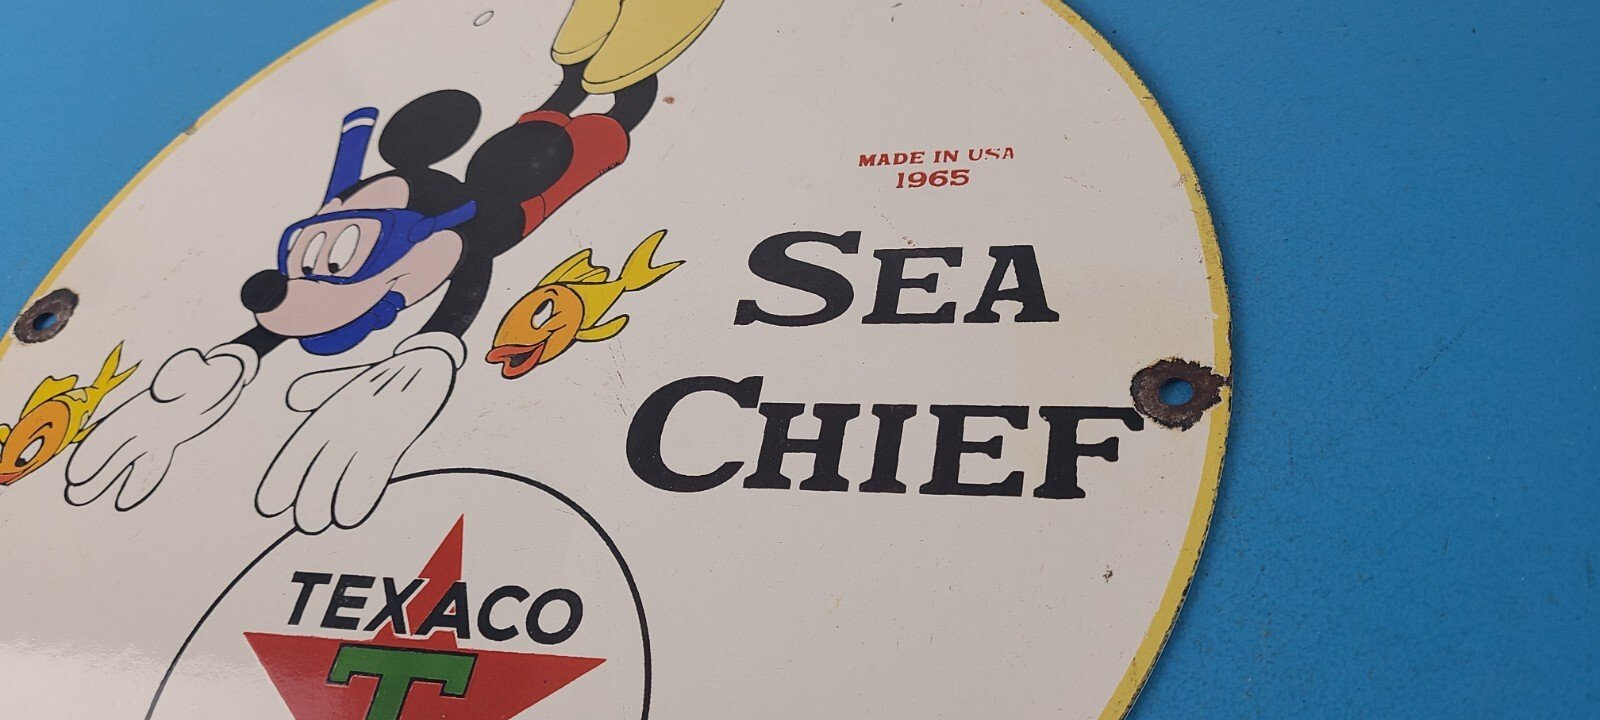 MADE IN USA
1965
SEA
CHIEF
TEXACO
T